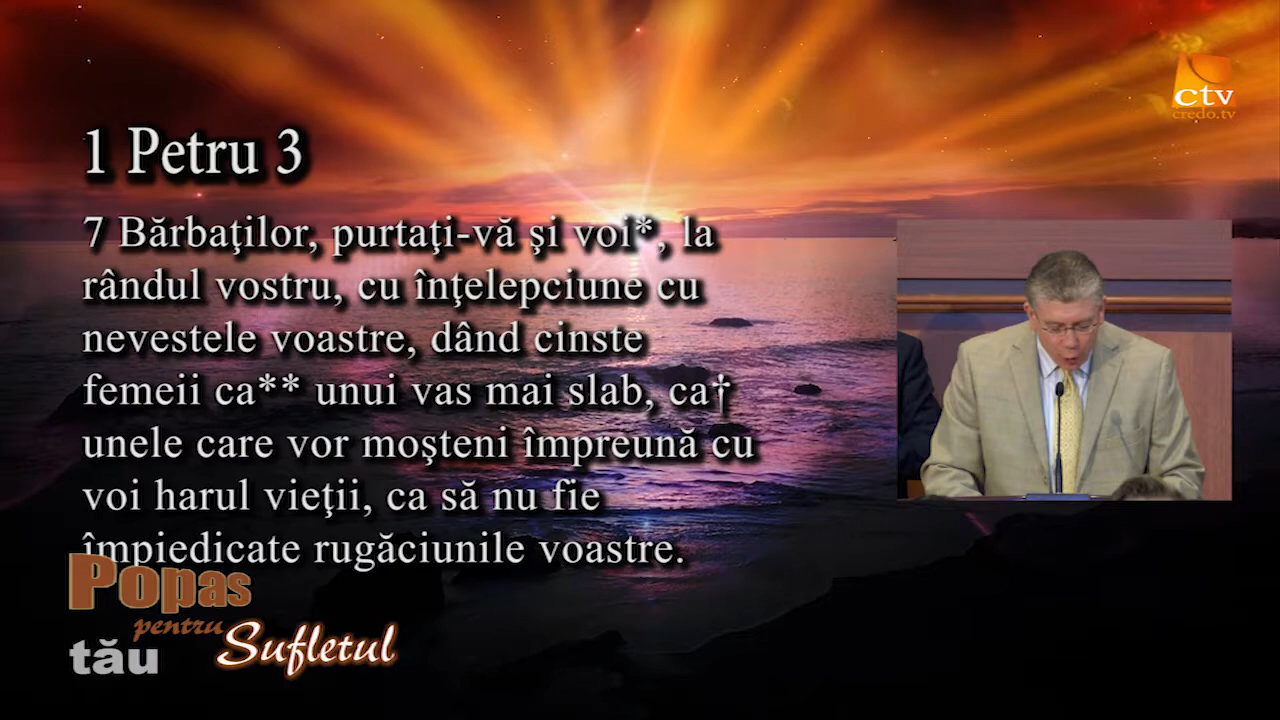 ctv
credo.tv
1 Petru 3
7 Bărbaţilor, purtaţi-vă şi voi*, la
rândul vostru, cu înţelepciune cu
nevestele voastre, dând cinste
femeii ca** unui vas mai slab, ca†
unele care vor moşteni împreună cu
voi harul vieţii, ca să nu fie
împiedicate rugăciunile voastre.
Popas
pentru
tău Sufletul